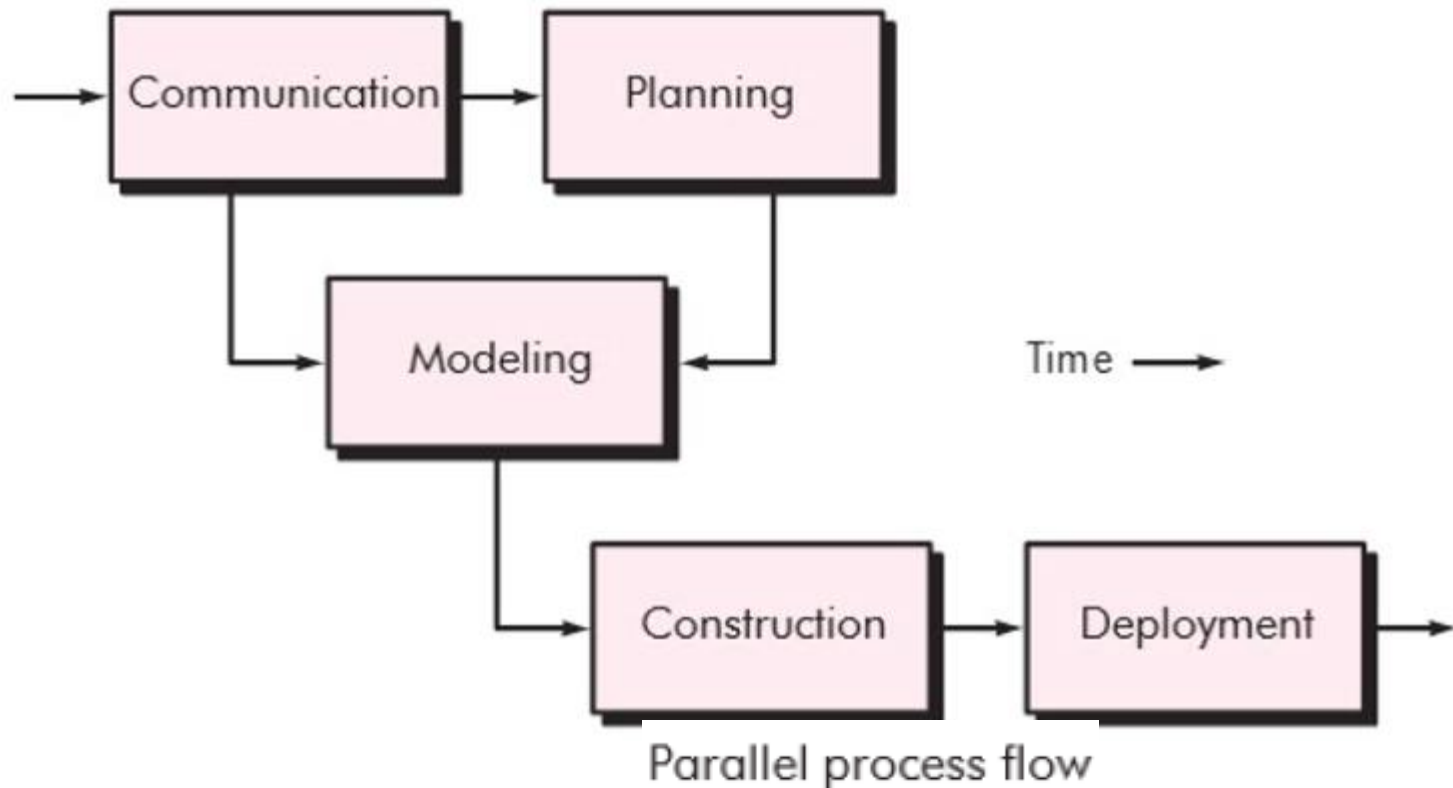 Communication
Planning
Modeling
Time
Construction
Deployment
Parallel process flow